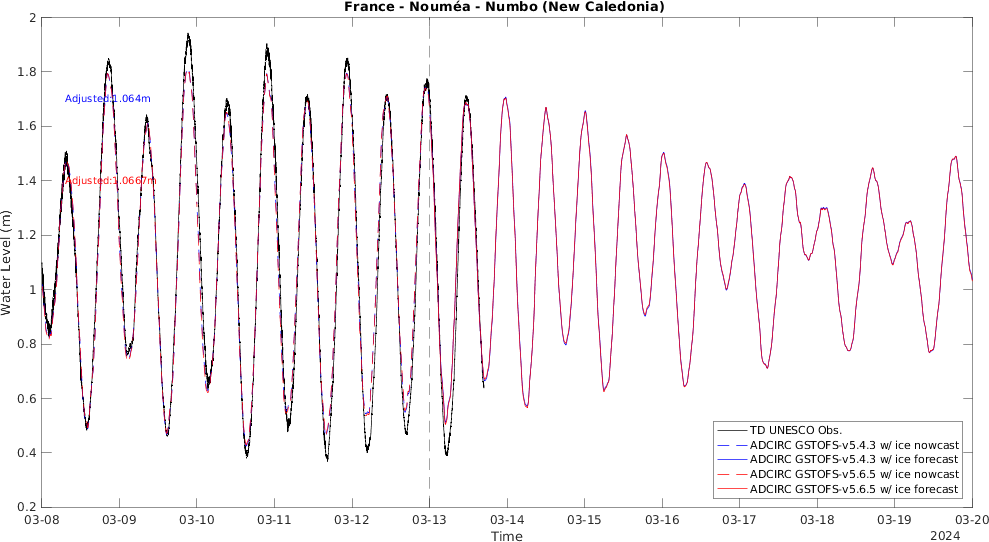 France - Nouméa - Numbo (New Caledonia)
2
1.8
1.6
1.4
1.2
1
0.8
0.6
0.4
0.2
Water Level (m)
Adjusted:1.064m
Adjusted:1.0667m
TD UNESCO Obs.
ADCIRC GSTOFS-v5.4.3 w/ ice nowcast
ADCIRC GSTOFS-v5.4.3 w/ ice forecast
ADCIRC GSTOFS-v5.6.5 w/ ice nowcast
ADCIRC GSTOFS-v5.6.5 w/ ice forecast
03-08 03-09 03-10 03-11 03-12 03-13 03-14 03-15 03-16 03-17 03-18 03-19 03-20
Time
2024